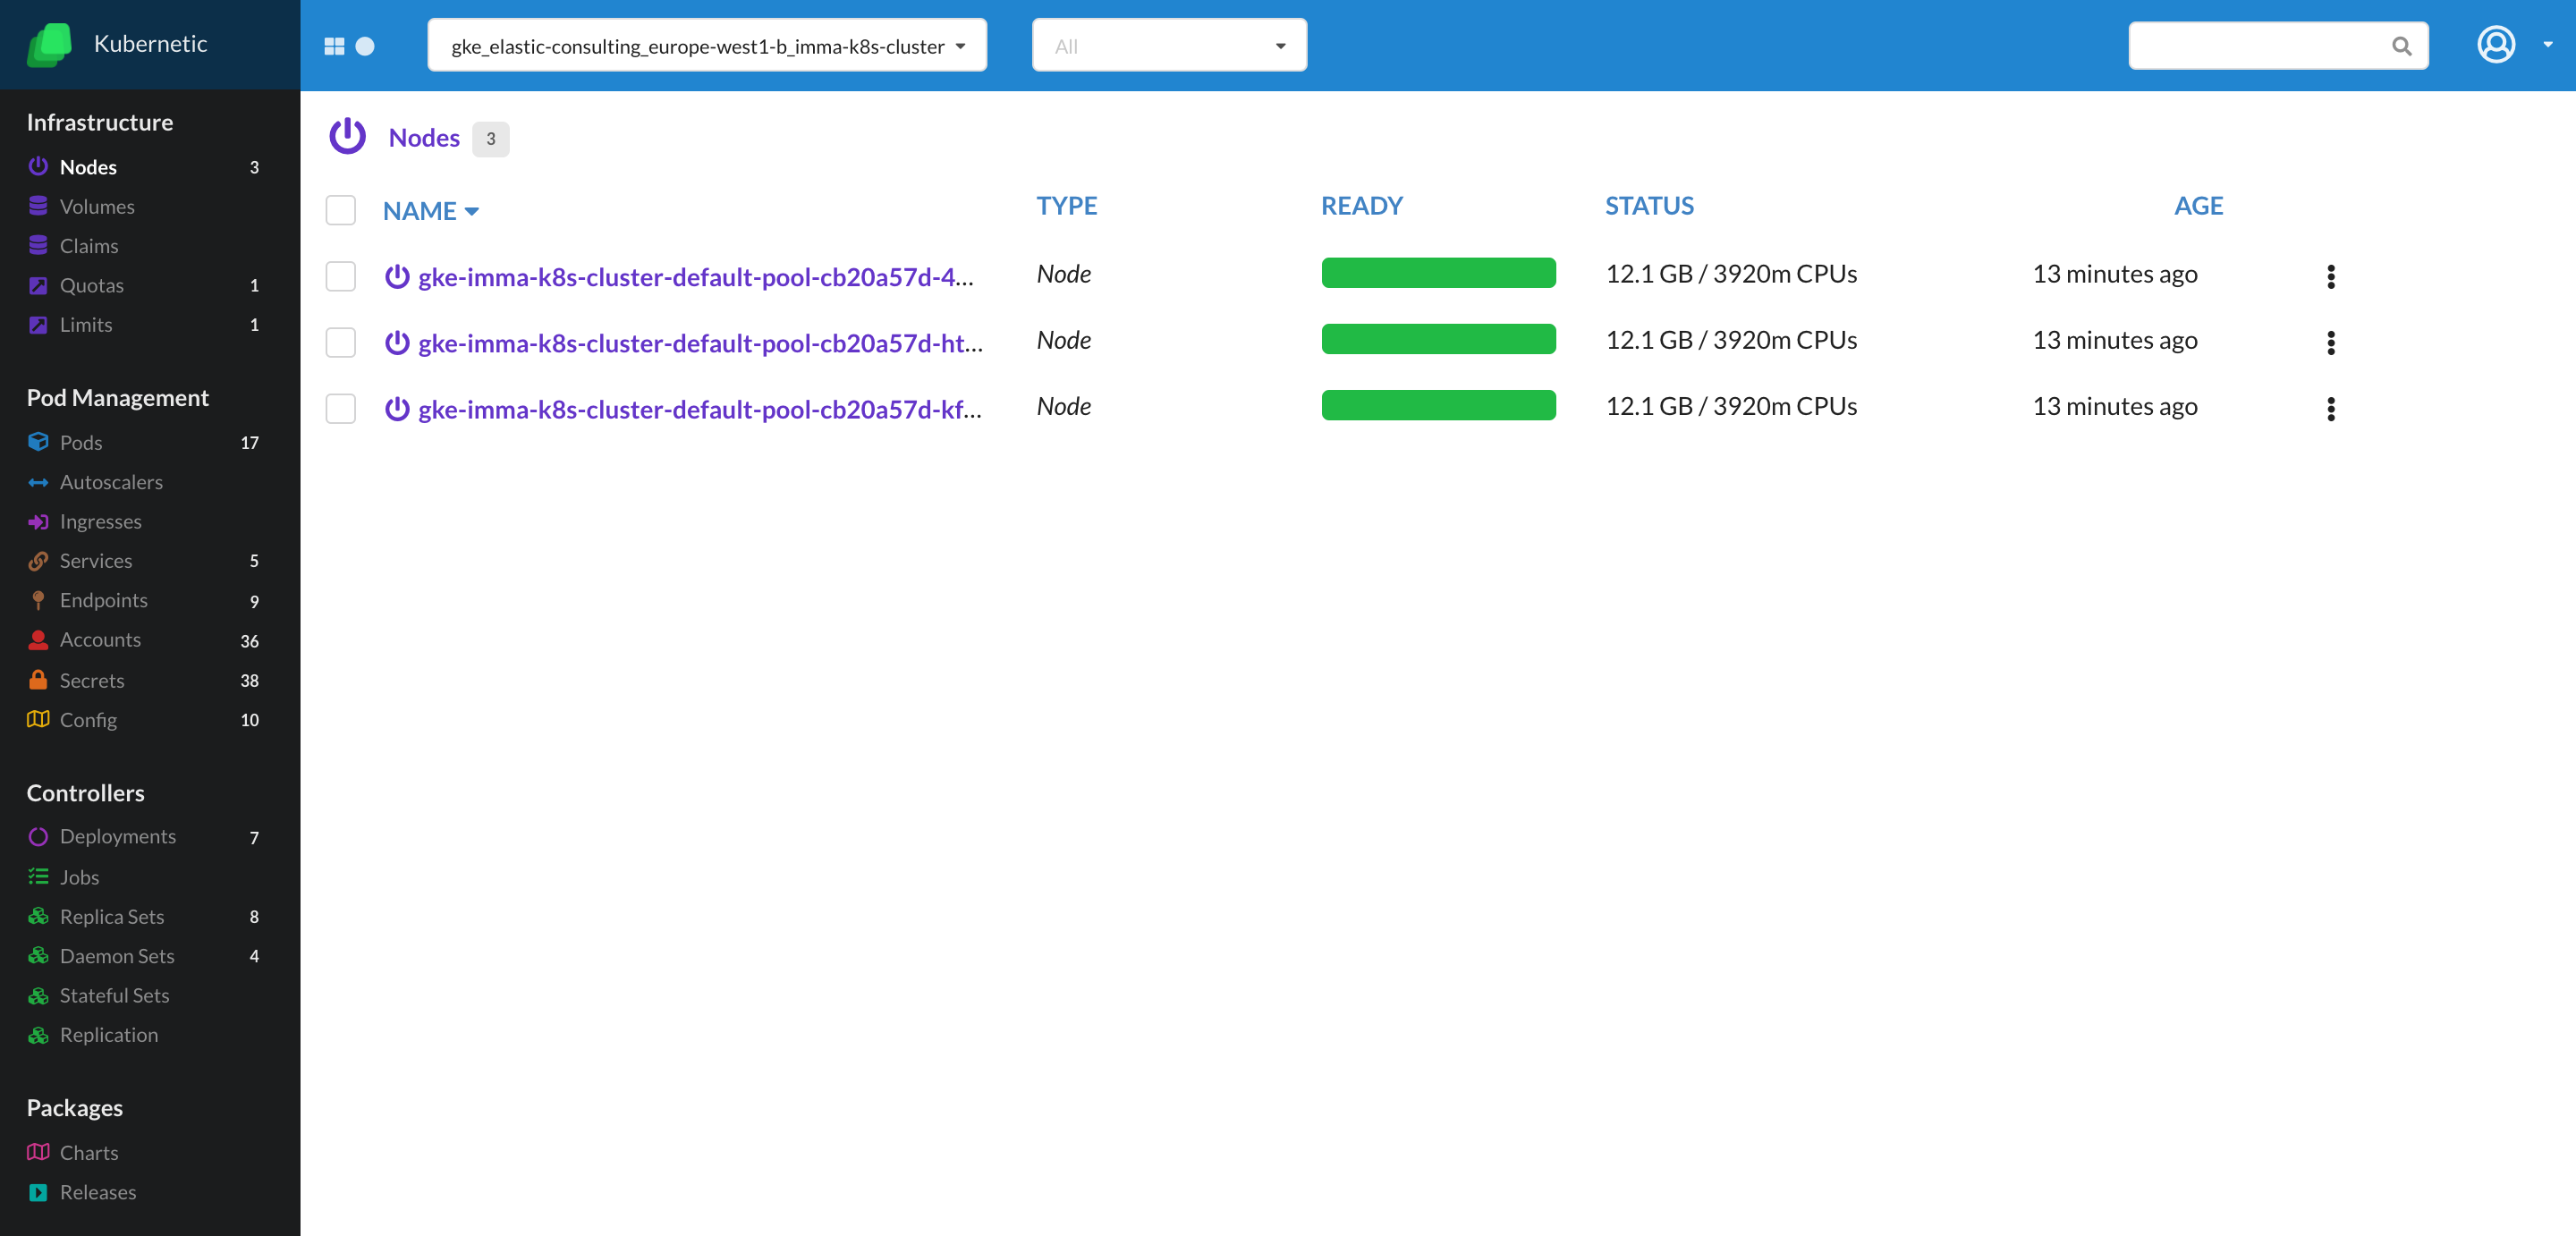 Kubernetic
gke_elastic-consulting_europe-west1-b_imma-k8s-cluster
All
Infrastructure
Nodes 3
Volumes
Claims
Quotas 1
Limits 1
Pod Management
Pods 17
Autoscalers
Ingresses
Services 5
Endpoints 9
Accounts 36
Secrets 38
Config 10
Controllers
Deployments 7
Jobs
Replica Sets 8
Daemon Sets 4
Stateful Sets
Replication
Packages
Charts
Releases
Nodes 3
NAME TYPE READY STATUS AGE
gke-imma-k8s-cluster-default-pool-cb20a57d-4... Node 12.1 GB / 3920m CPUs 13 minutes ago
gke-imma-k8s-cluster-default-pool-cb20a57d-ht... Node 12.1 GB / 3920m CPUs 13 minutes ago
gke-imma-k8s-cluster-default-pool-cb20a57d-kf... Node 12.1 GB / 3920m CPUs 13 minutes ago